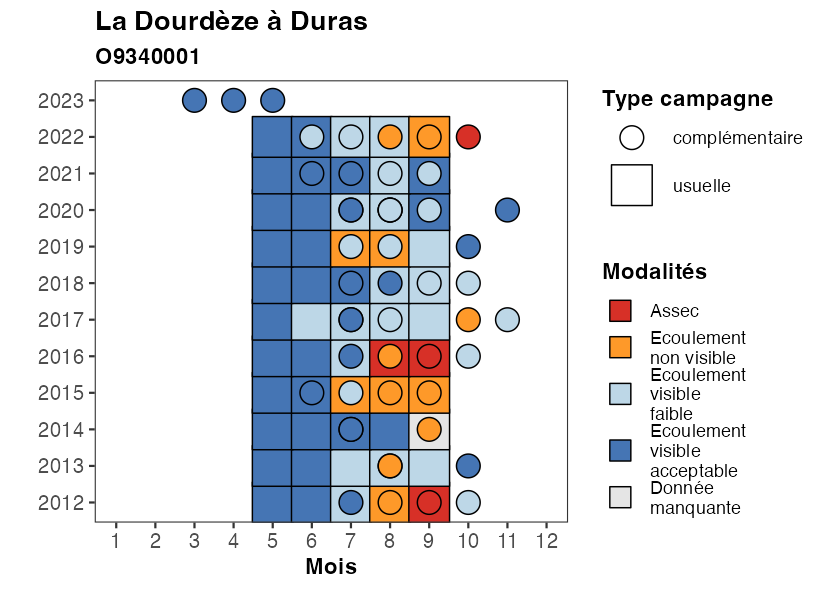 La Dourdèze à Duras
O9340001
2023
2022
2021
2020
2019
2018
2017
2016
2015
2014
2013
2012
1 2 3 4 5 6 7 8 9 10 11 12
Mois
Type campagne
complémentaire
usuelle
Modalités
Assec
Ecoulement
non visible
Ecoulement
visible
faible
Ecoulement
visible
acceptable
Donnée
manquante